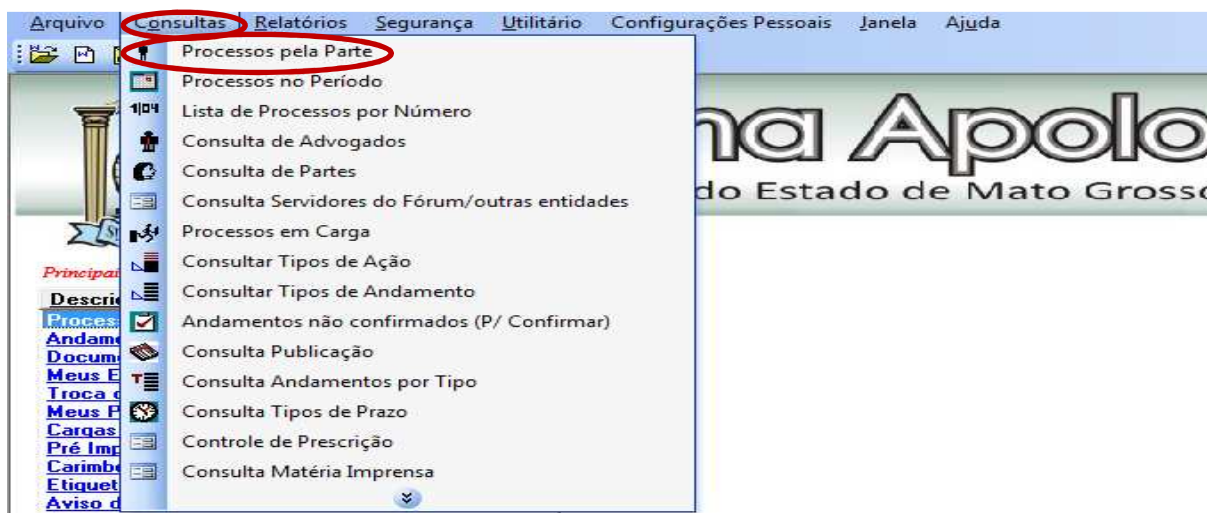 Arquivo Consultas Relatórios Segurança Utilitário Configurações Pessoais Janela Ajuda
Processos pela Parte
Processos no Período
Lista de Processos por Número
Consulta de Advogados
Consulta de Partes
Consulta Servidores do Fórum/outras entidades
Processos em Carga
Consultar Tipos de Ação
Consultar Tipos de Andamento
Andamentos não confirmados (P/ Confirmar)
Consulta Publicação
Consulta Andamentos por Tipo
Consulta Tipos de Prazo
Controle de Prescrição
Consulta Matéria Imprensa
na Apolo
do Estado de Mato Grosso
Principai
Descri
Proces
Andam
Docum
Meus E
Troca
Meus P
Cargas
Pré Imp
Carimb
Etiquet
Aviso d